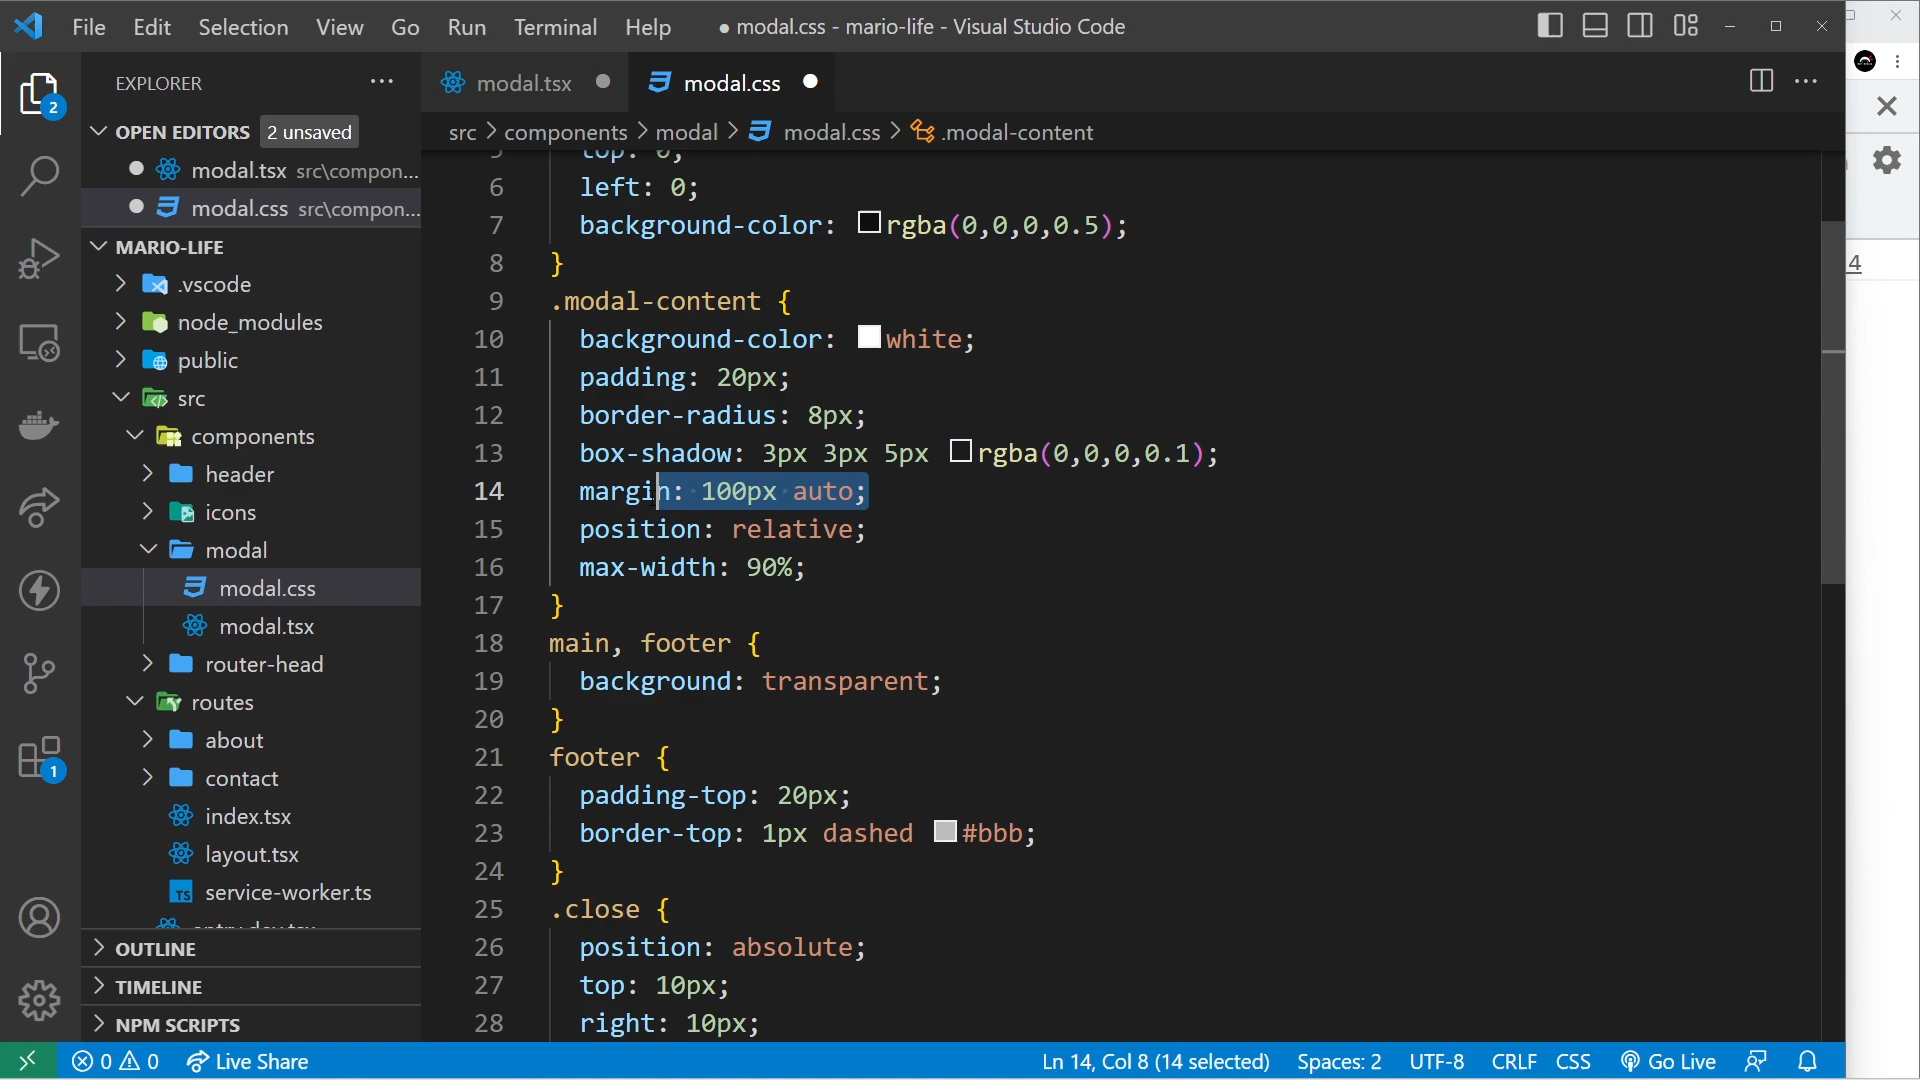 File Edit Selection View Go Run Terminal Help ● modal.css - mario-life - Visual Studio Code
EXPLORER
modal.tsx
modal.css
OPEN EDITORS 2 unsaved
src > components > modal > modal.css > .modal-content
modal.tsx src\compon...
modal.css src\compon...
MARIO-LIFE
.vscode
node_modules
public
src
components
header
icons
modal
modal.css
modal.tsx
router-head
routes
about
contact
index.tsx
layout.tsx
service-worker.ts
OUTLINE
TIMELINE
NPM SCRIPTS
top: 0;
6 left: 0;
7 background-color: rgba(0,0,0,0.5);
8 }
9 .modal-content {
10 background-color: white;
11 padding: 20px;
12 border-radius: 8px;
13 box-shadow: 3px 3px 5px rgba(0,0,0,0.1);
14 margin: 100px auto;
15 position: relative;
16 max-width: 90%;
17 }
18 main, footer {
19 background: transparent;
20 }
21 footer {
22 padding-top: 20px;
23 border-top: 1px dashed #bbb;
24 }
25 .close {
26 position: absolute;
27 top: 10px;
28 right: 10px;
4
2
1
0 0 Live Share Ln 14, Col 8 (14 selected) Spaces: 2 UTF-8 CRLF CSS Go Live